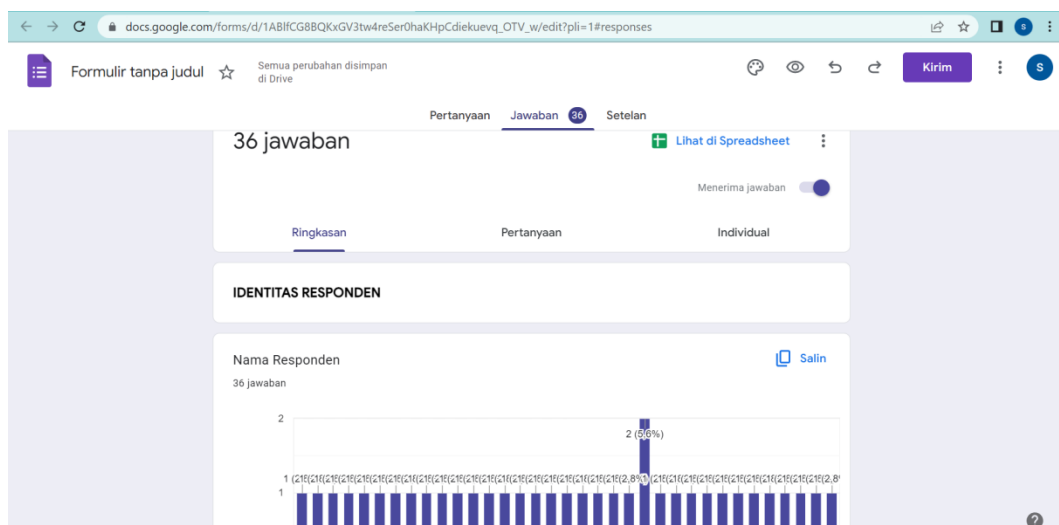 docs.google.com/forms/d/1ABlfCG8BQKxGV3tw4reSer0haKHpCdiekuevq_OTV_w/edit?pli=1#responses
S
Formulir tanpa judul
Semua perubahan disimpan
di Drive
Kirim
S
Pertanyaan Jawaban 36 Setelan
36 jawaban
Lihat di Spreadsheet
Menerima jawaban
Ringkasan Pertanyaan Individual
IDENTITAS RESPONDEN
Nama Responden
Salin
36 jawaban
2
2 (5,6%)
1